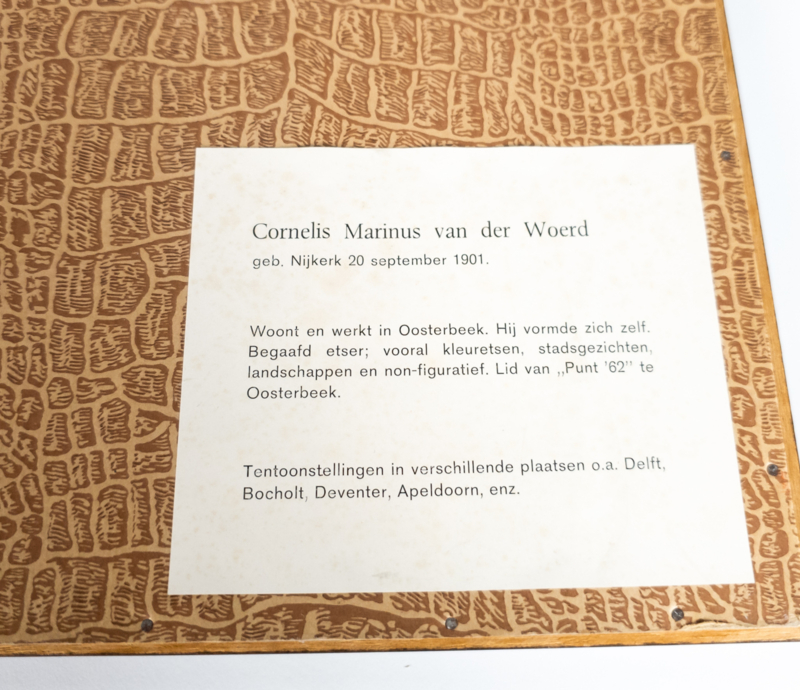 Cornelis Marinus van der Woerd
geb. Nijkerk 20 september 1901.
Woont en werkt in Oosterbeek. Hij vormde zich zelf.
Begaafd etser; vooral kleuretsen, stadsgezichten,
landschappen en non-figuratief. Lid van „Punt '62" te
Oosterbeek.
Tentoonstellingen in verschillende plaatsen o.a. Delft,
Bocholt, Deventer, Apeldoorn, enz.